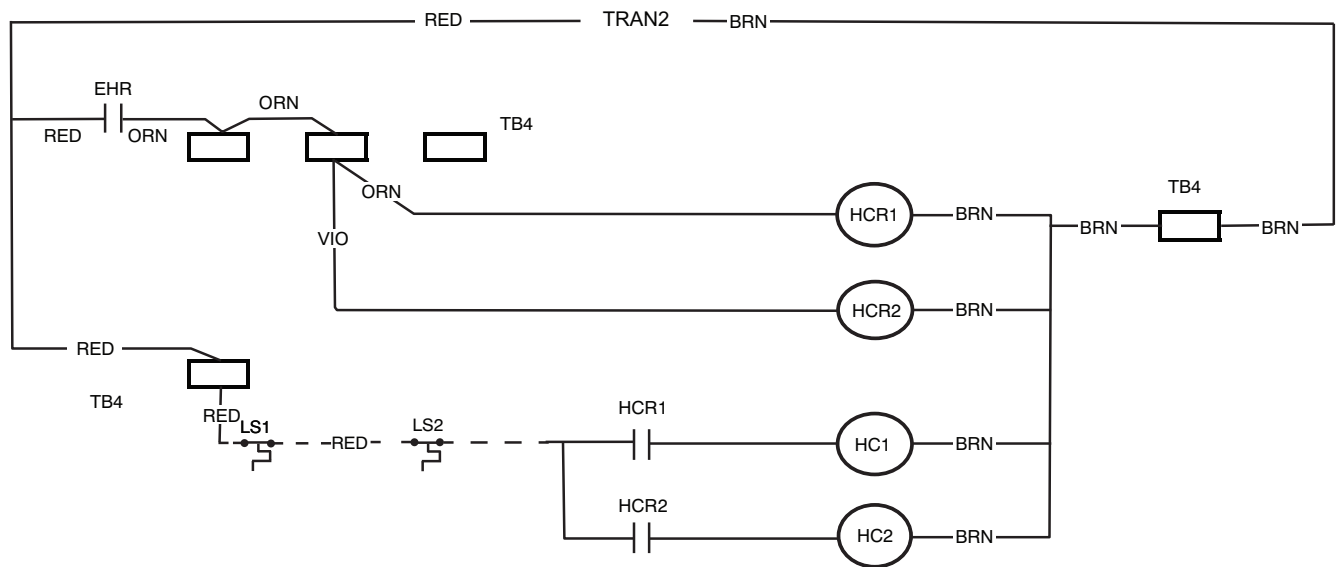 RED TRAN2 BRN
EHR
ORN
TB4
RED ORN
TB4
ORN
HCR1 BRN
BRN BRN
VIO
HCR2 BRN
RED
TB4
HCR1
RED
LS1
LS2
RED
HC1 BRN
HCR2
HC2 BRN